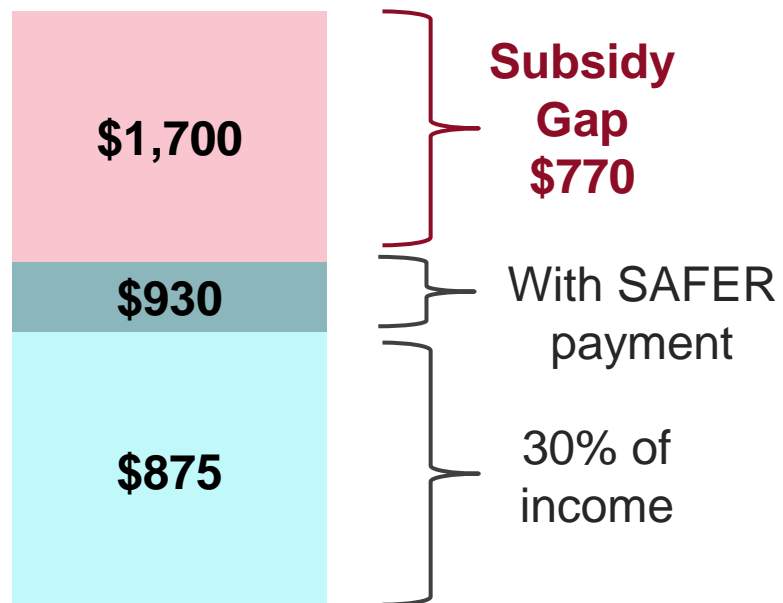 $1,700
Subsidy
Gap
$770
$930
With SAFER
payment
$875
30% of
income